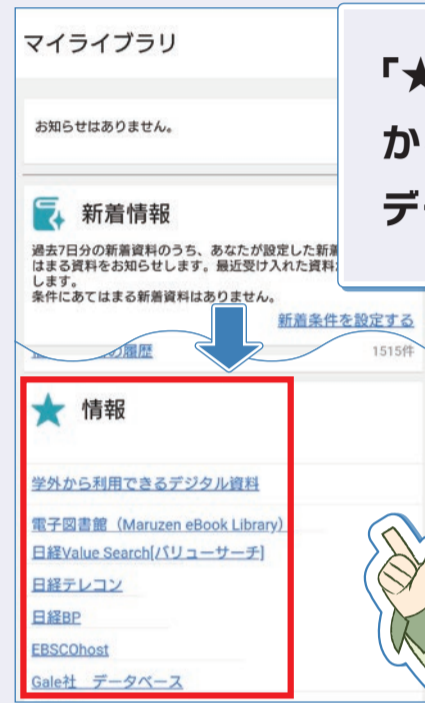 マイライブラリ
お知らせはありません。
新着情報
過去7日分の新着資料のうち、あなたが設定した新着
はまる資料をお知らせします。最近受け入れた資料
します。
条件にあてはまる新着資料はありません。
新着条件を設定する
の履歴
1515件
★ 情報
学外から利用できるデジタル資料
電子図書館（Maruzen eBook Library）
日経Value Search[バリューサーチ]
日経テレコン
日経BP
EBSCOhost
Gale社　データベース
「★
か
デ